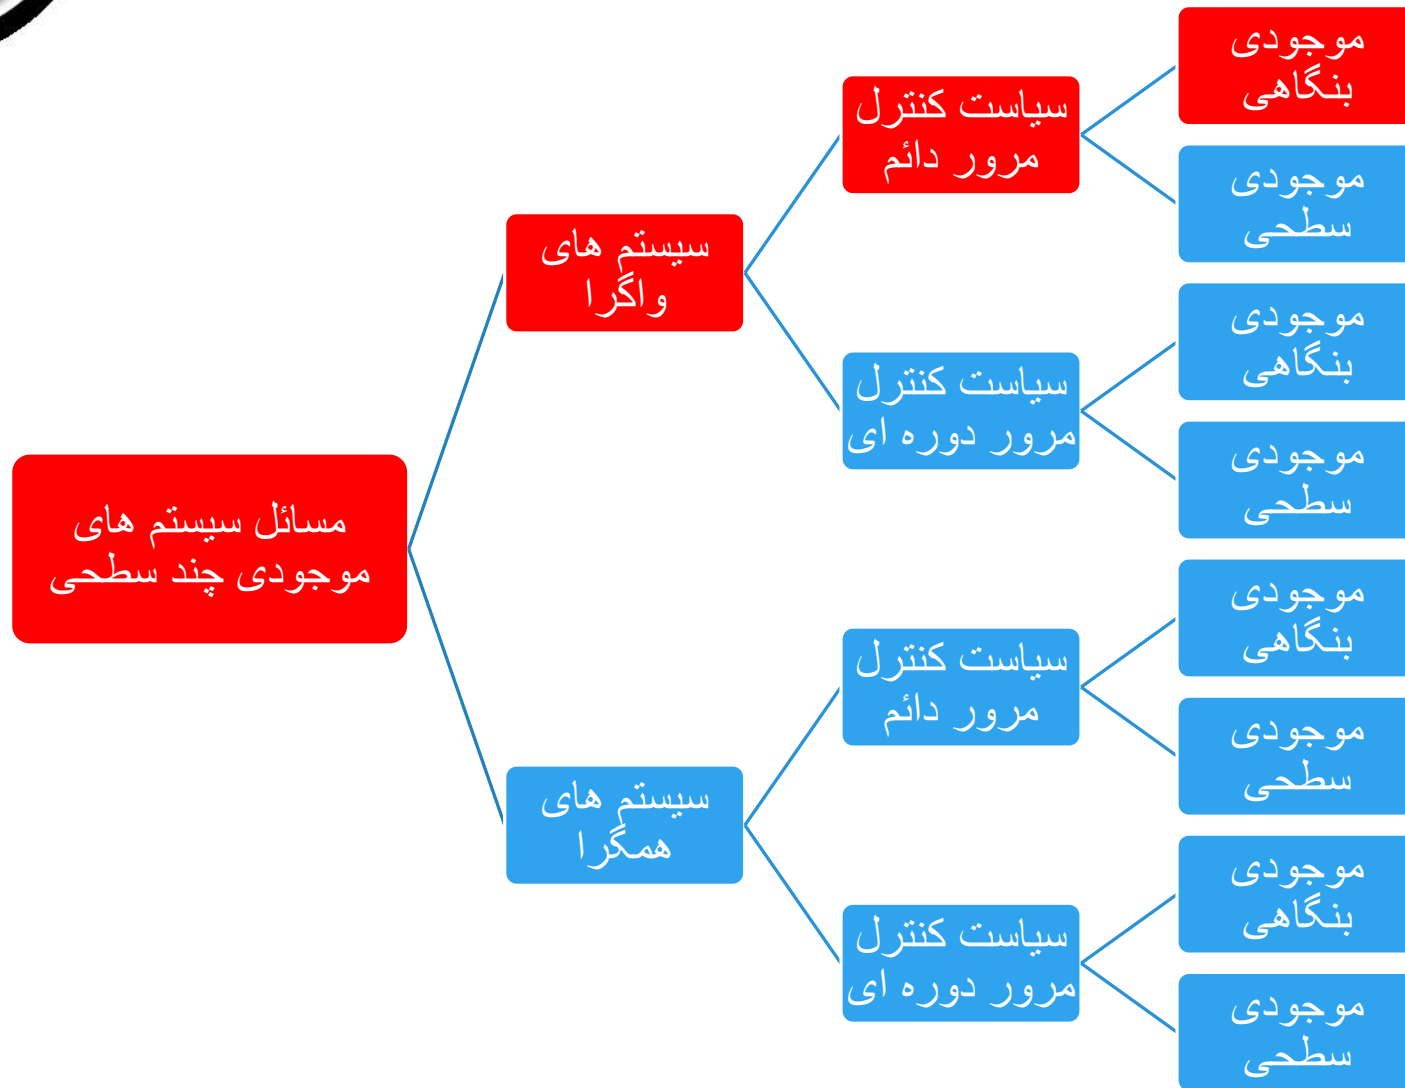 مسائل سیستم های
موجودی چند سطحی
سیستم های
واگرا
سیاست کنترل
مرور دائم
موجودی
بنگاهی
موجودی
سطحی
سیاست کنترل
مرور دوره ای
موجودی
بنگاهی
موجودی
سطحی
سیستم های
همگرا
سیاست کنترل
مرور دائم
موجودی
بنگاهی
موجودی
سطحی
سیاست کنترل
مرور دوره ای
موجودی
بنگاهی
موجودی
سطحی